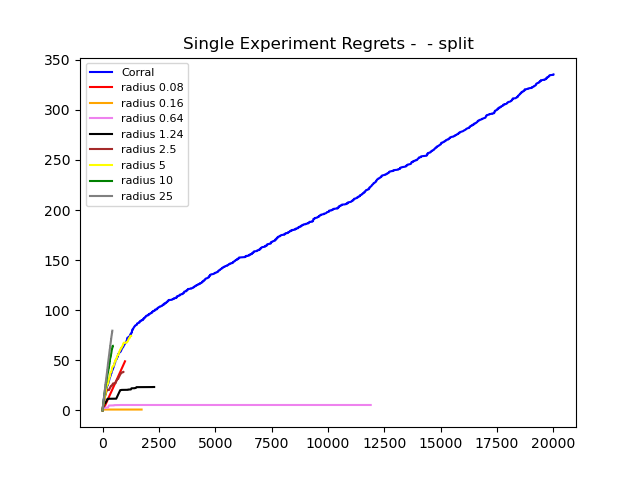 Single Experiment Regrets -  - split
350
300
250
200
150
100
50
0
Corral
radius 0.08
radius 0.16
radius 0.64
radius 1.24
radius 2.5
radius 5
radius 10
radius 25
0 2500 5000 7500 10000 12500 15000 17500 20000